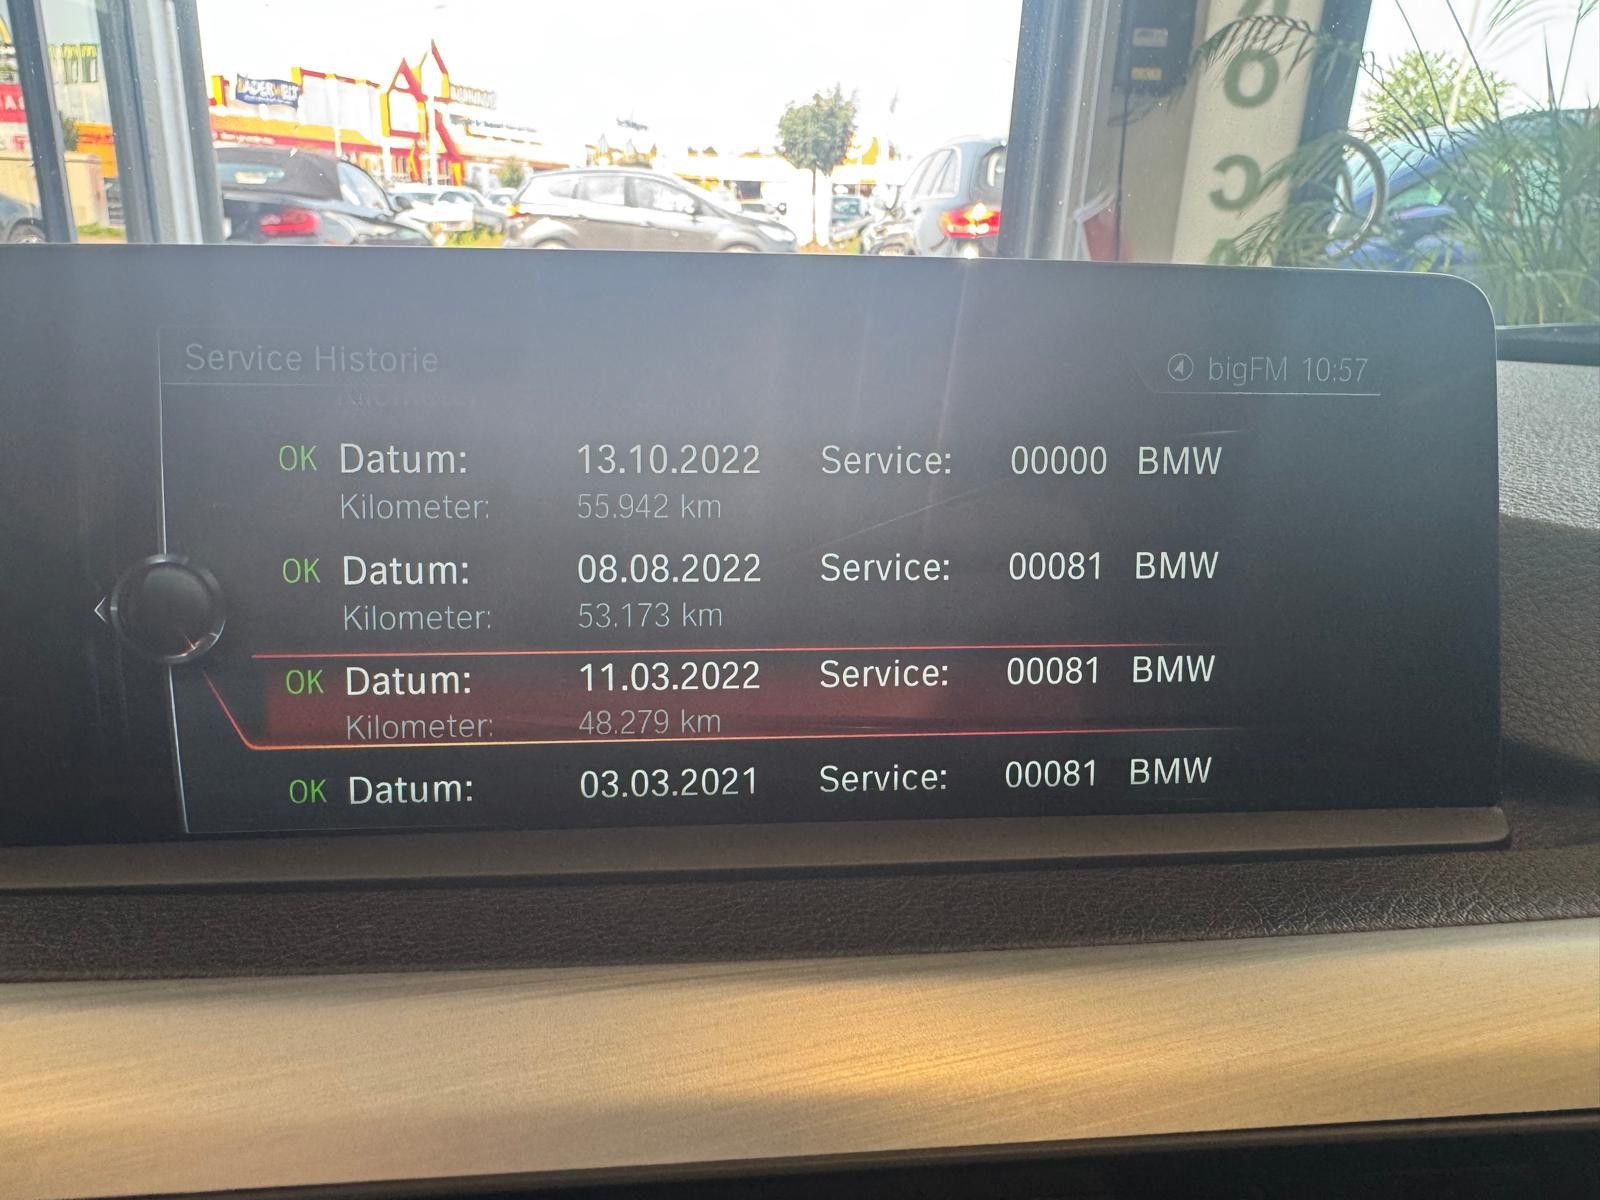 Service Historie
bigFM 10:57
OK Datum: 13.10.2022 Service: 00000 BMW
Kilometer: 55.942 km
OK Datum: 08.08.2022 Service: 00081 BMW
Kilometer: 53.173 km
OK Datum: 11.03.2022 Service: 00081 BMW
Kilometer: 48.279 km
OK Datum: 03.03.2021 Service: 00081 BMW